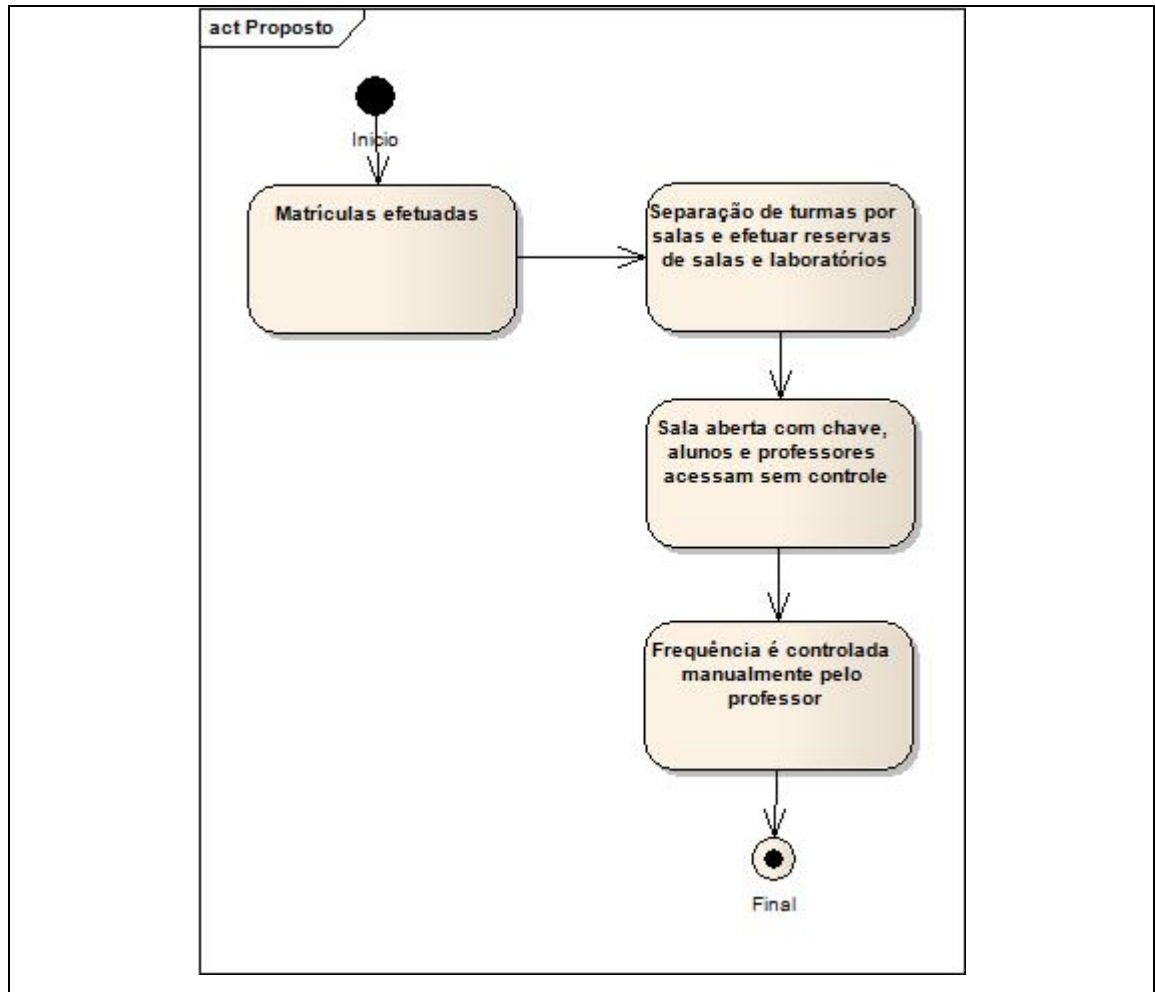 act Proposto
Inicio
Matrículas efetuadas
Separação de turmas por
salas e efetuar reservas
de salas e laboratórios
Sala aberta com chave,
alunos e professores
acessam sem controle
Frequência é controlada
manualmente pelo
professor
Final